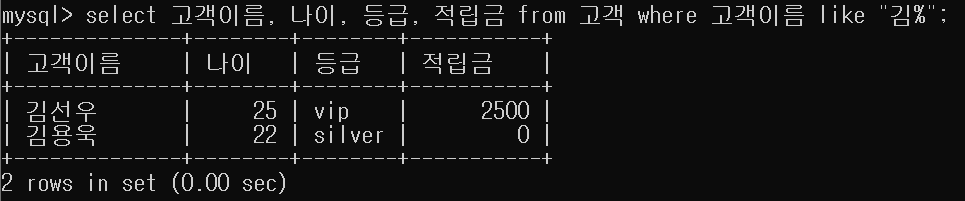 mysql> select 고객이름, 나이, 등급, 적립금 from 고객 where 고객이름 like "김%";
+--------------+--------+--------+-----------+
| 고객이름     | 나이   | 등급   | 적립금    |
+--------------+--------+--------+-----------+
| 김선우       |     25 | vip    |      2500 |
| 김용욱       |     22 | silver |         0 |
+--------------+--------+--------+-----------+
2 rows in set (0.00 sec)